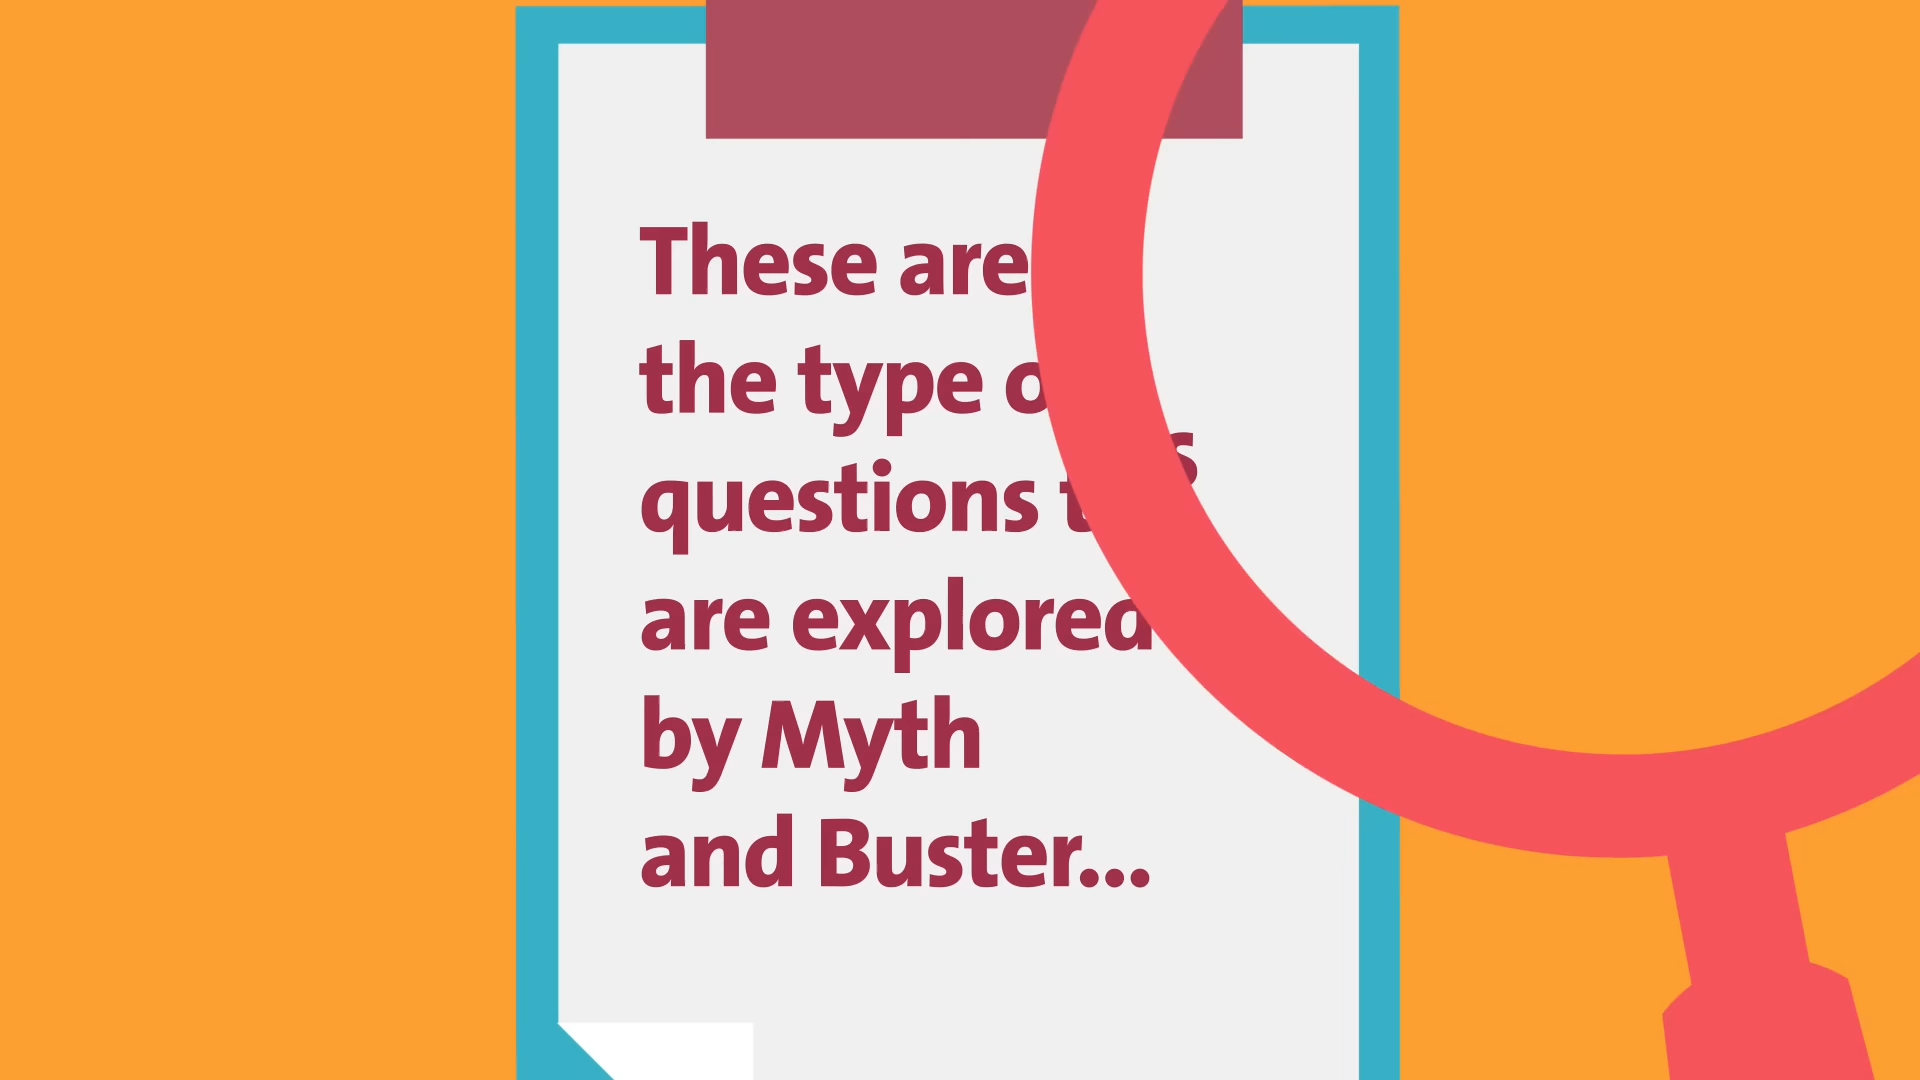 These are
the type
questions
are explored
by Myth
and Buster...